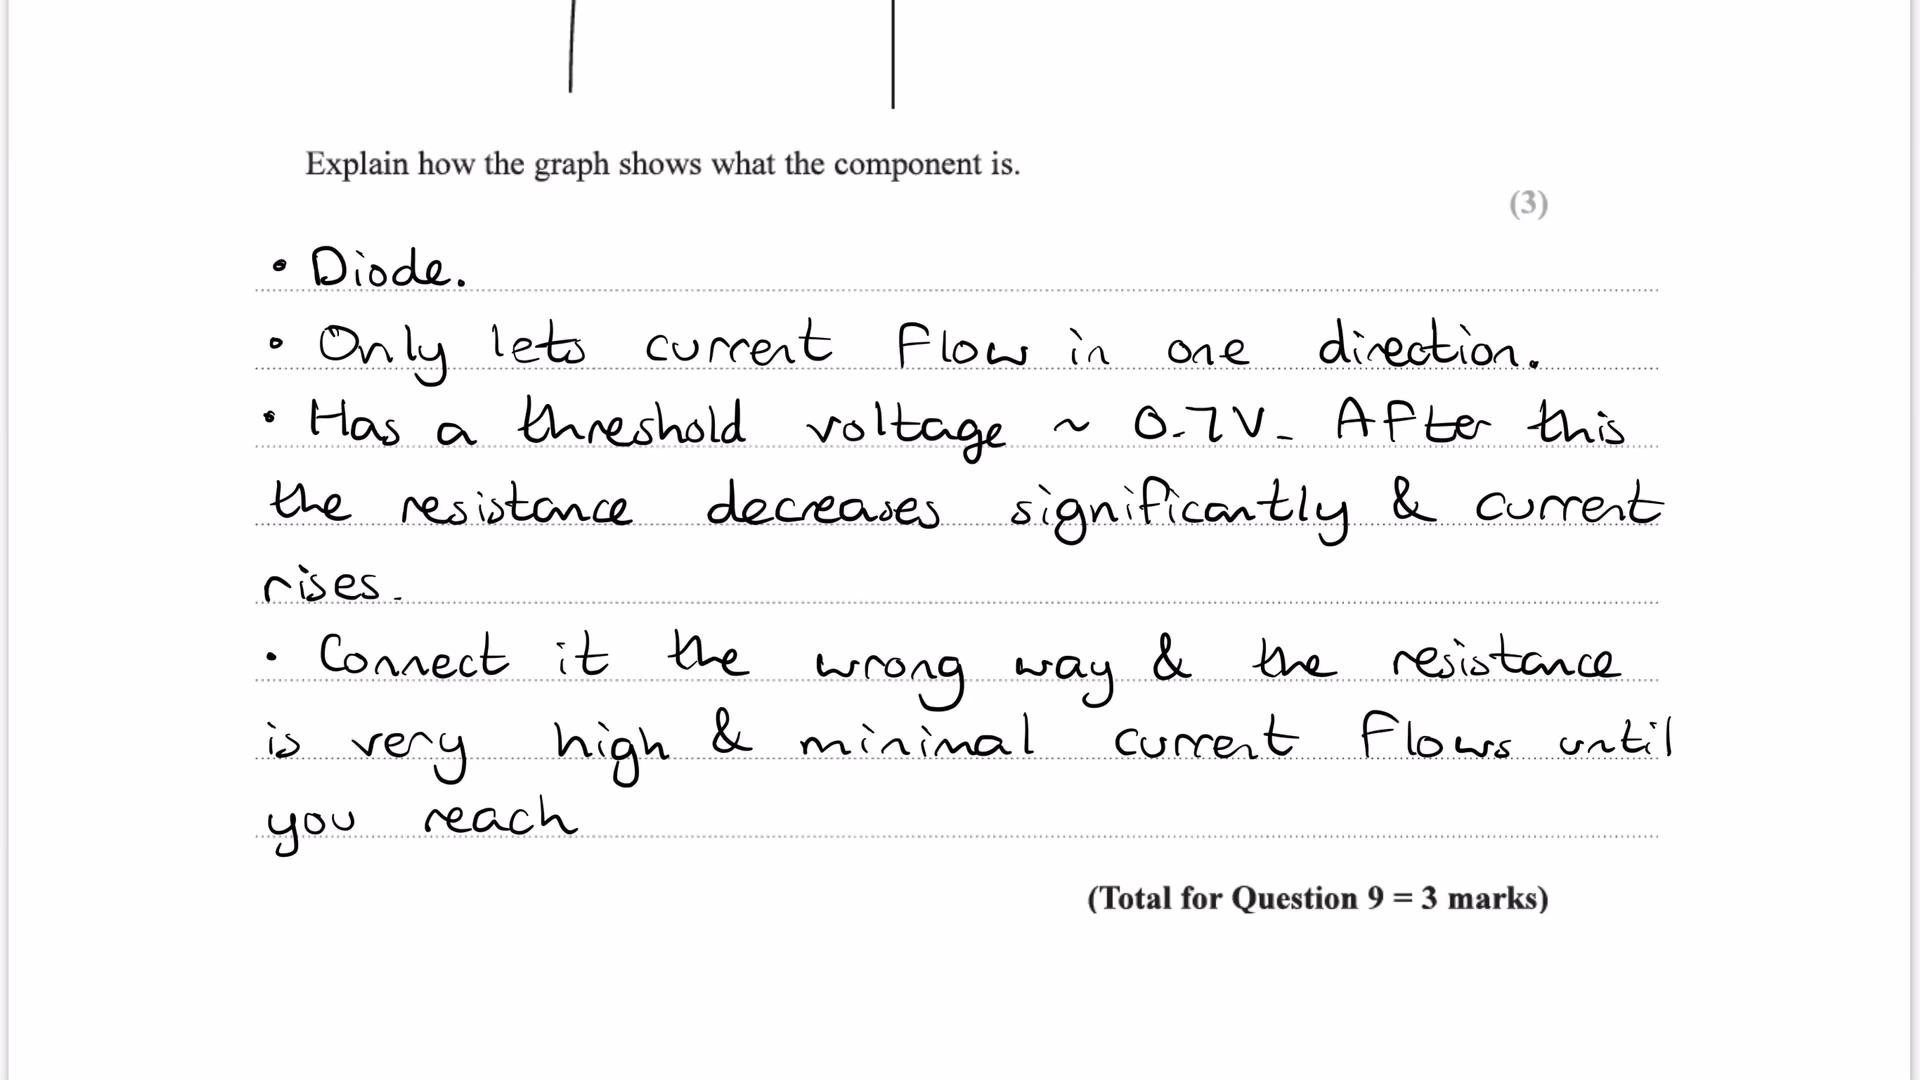 Explain how the graph shows what the component is.
(3)
• Diode.
• Only lets current flow in one direction.
• Has a threshold voltage ~ 0.7V. After this
the resistance decreases significantly & current
rises.
• Connect it the wrong way & the resistance
is very high & minimal current flows until
you reach
(Total for Question 9 = 3 marks)